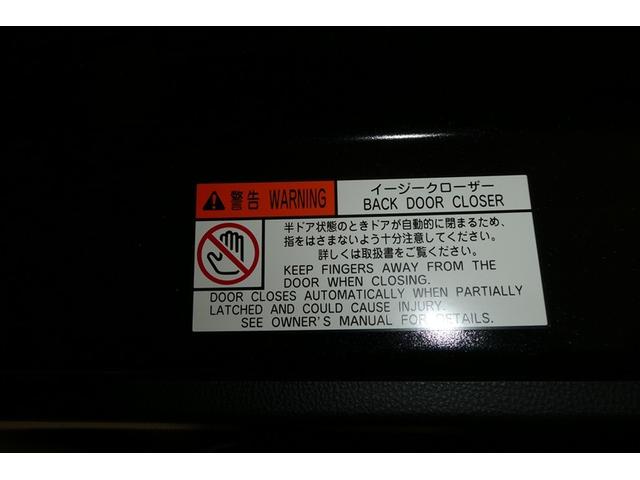 警告 WARNING
イージークローザー
BACK DOOR CLOSER
半ドア状態のときドアが自動的に閉まるため、
指をはさまないよう十分注意してください。
詳しくは取扱書をご覧ください。
KEEP FINGERS AWAY FROM THE
DOOR WHEN CLOSING.
DOOR CLOSES AUTOMATICALLY WHEN PARTIALLY
LATCHED AND COULD CAUSE INJURY.
SEE OWNER'S MANUAL FOR DETAILS.